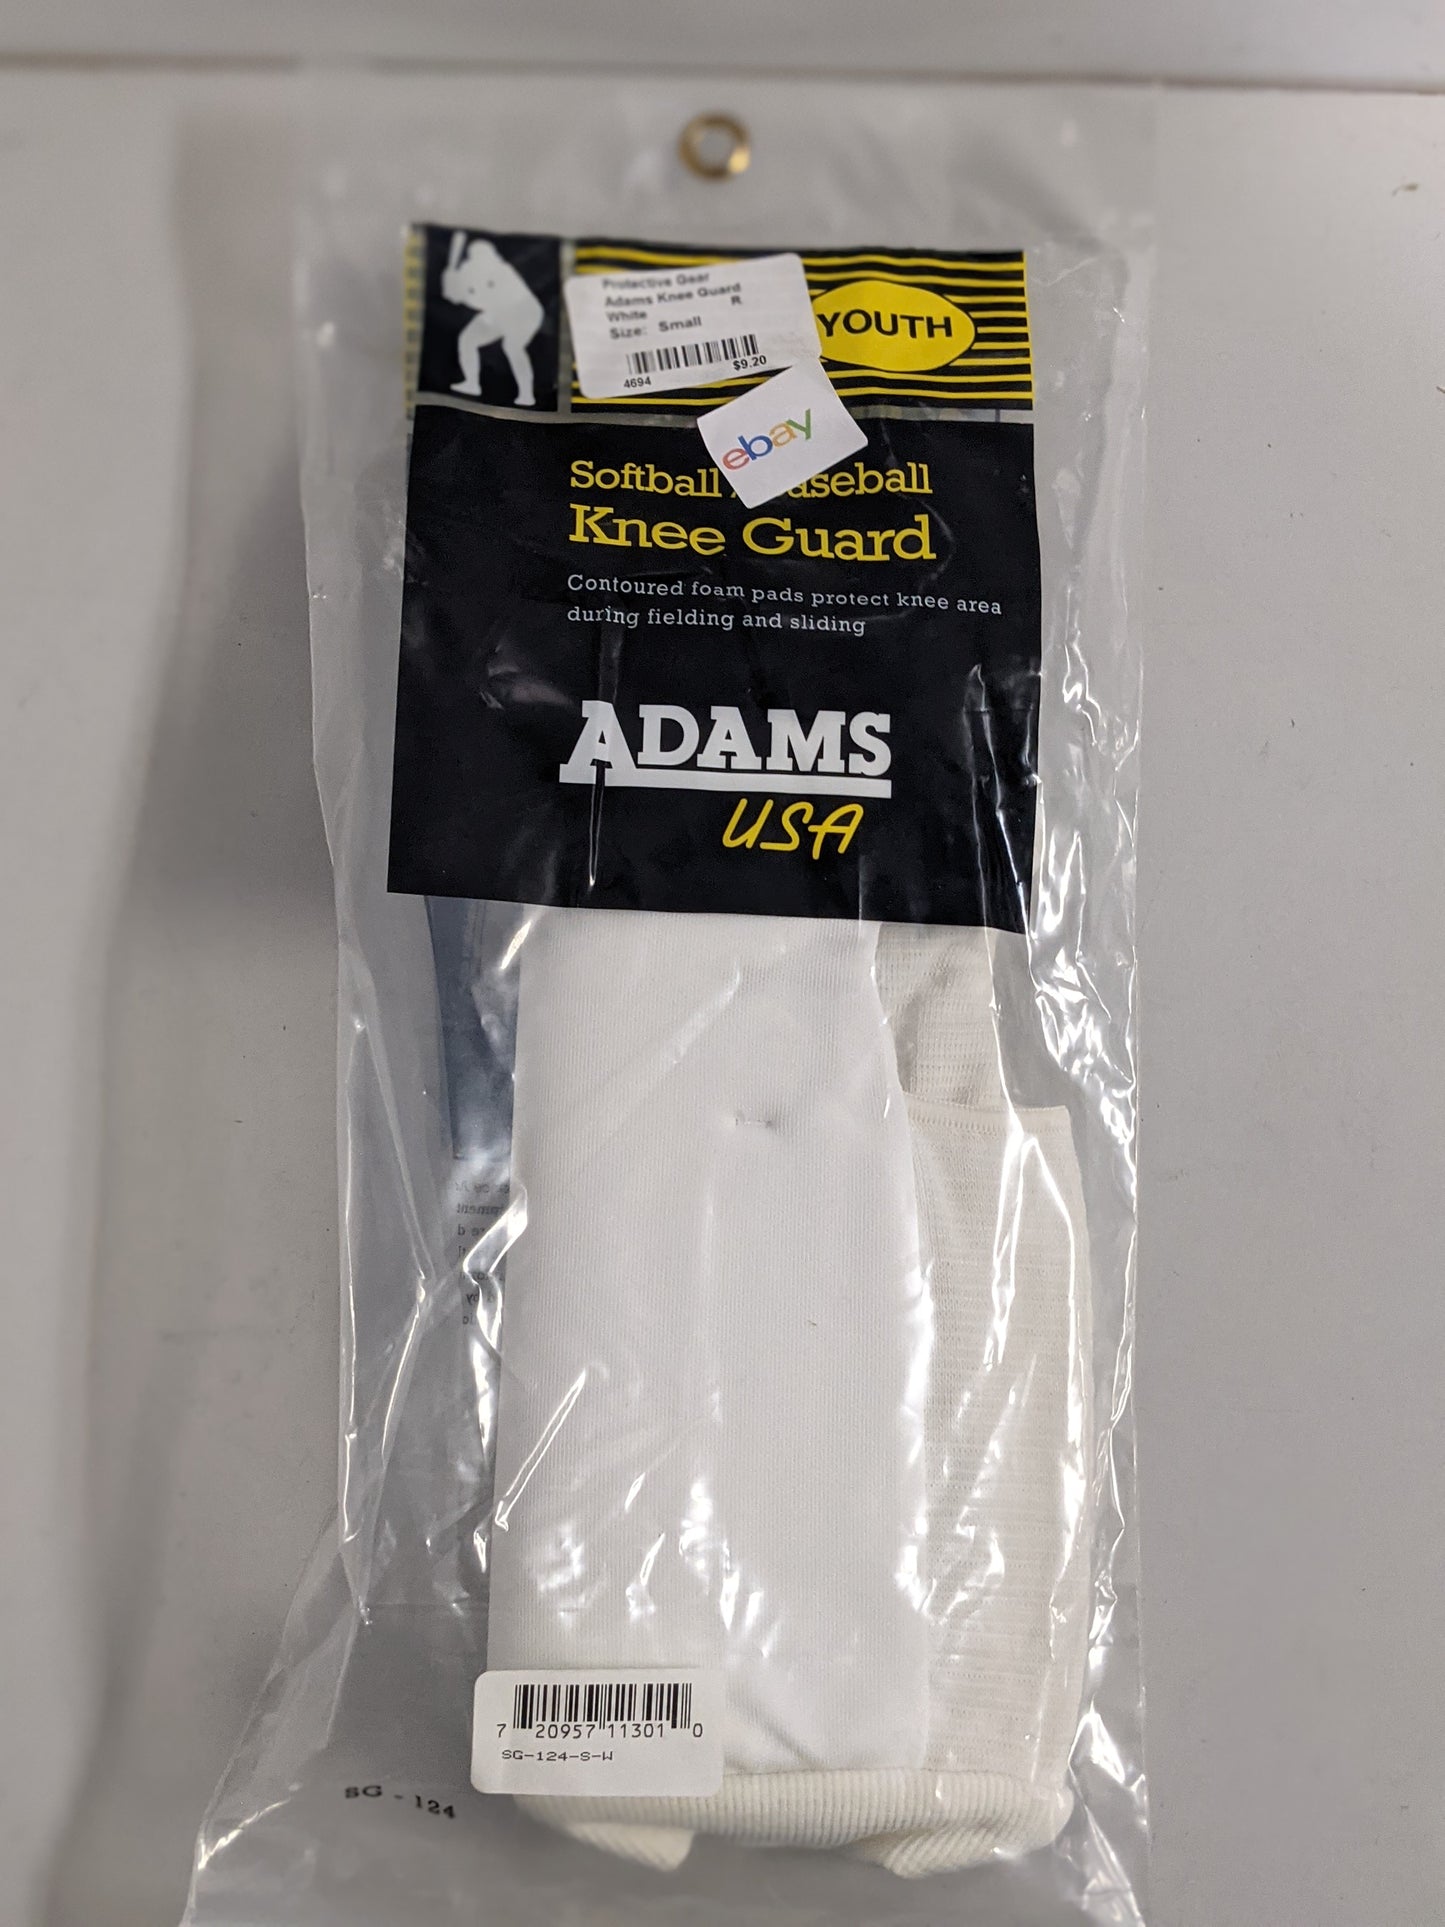 Protective Gear
Adams Knee Guard
White R
Size: Small
4694 $9.20
YOUTH
ebay
Softball / Baseball
Knee Guard
Contoured foam pads protect knee area
during fielding and sliding
ADAMS
USA
7 20957 11301 0
SG-124-S-W
SG - 124